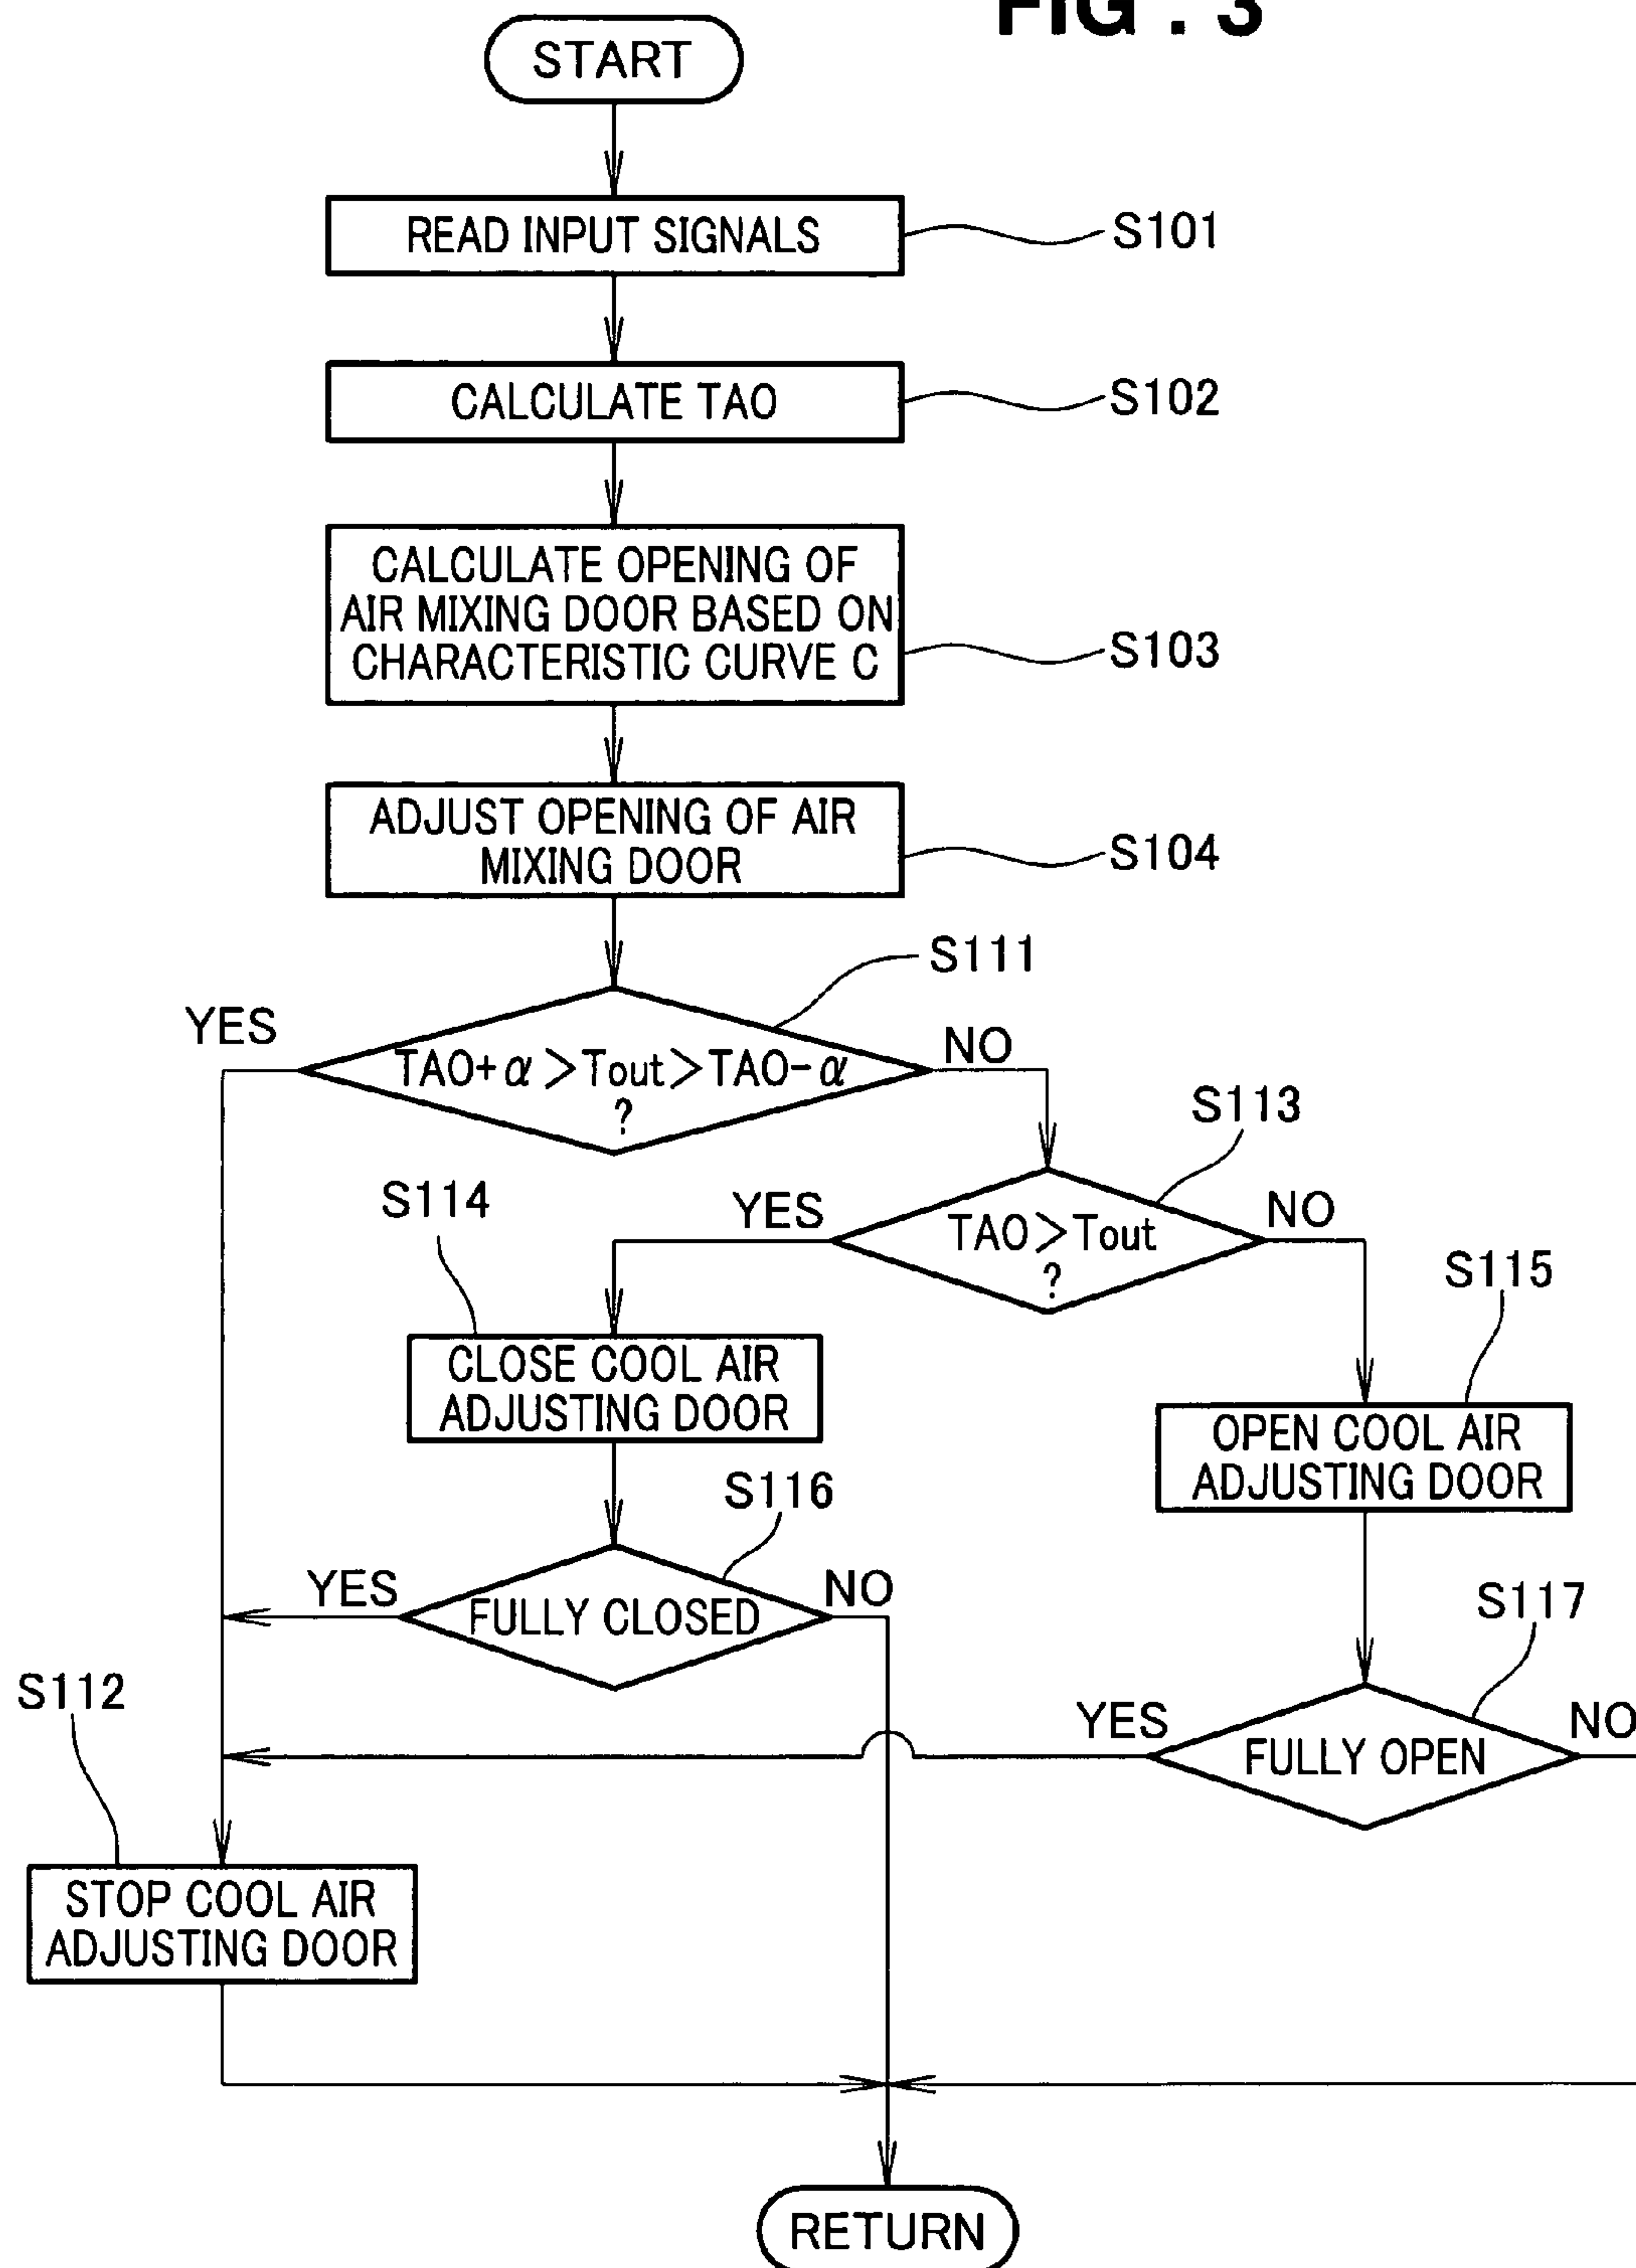 FIG . 3
START
READ INPUT SIGNALS
S101
CALCULATE TAO
S102
CALCULATE OPENING OF
AIR MIXING DOOR BASED ON
CHARACTERISTIC CURVE C
S103
ADJUST OPENING OF AIR
MIXING DOOR
S104
S111
YES
TAO+α>Tout>TAO-α
?
NO
S113
S114
YES
TAO>Tout
?
NO
S115
CLOSE COOL AIR
ADJUSTING DOOR
OPEN COOL AIR
ADJUSTING DOOR
S116
YES
FULLY CLOSED
NO
S117
S112
YES
FULLY OPEN
NO
STOP COOL AIR
ADJUSTING DOOR
RETURN